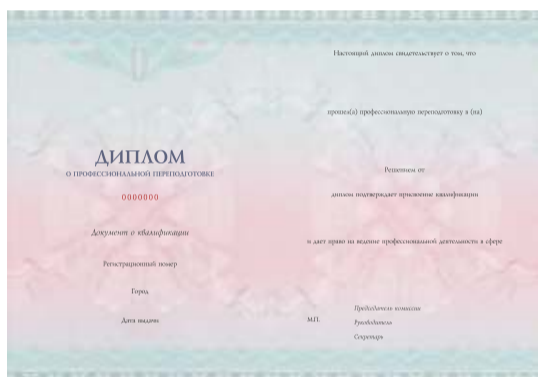 ДИПЛОМ
О ПРОФЕССИОНАЛЬНОЙ ПЕРЕПОДГОТОВКЕ
0000000
Документ о квалификации
Регистрационный номер
Город
Дата выдачи
Настоящий диплом свидетельствует о том, что
прошел(а) профессиональную переподготовку в (на)
Решением от
диплом подтверждает присвоение квалификации
и дает право на ведение профессиональной деятельности в сфере
М.П.
Председатель комиссии
Руководитель
Секретарь